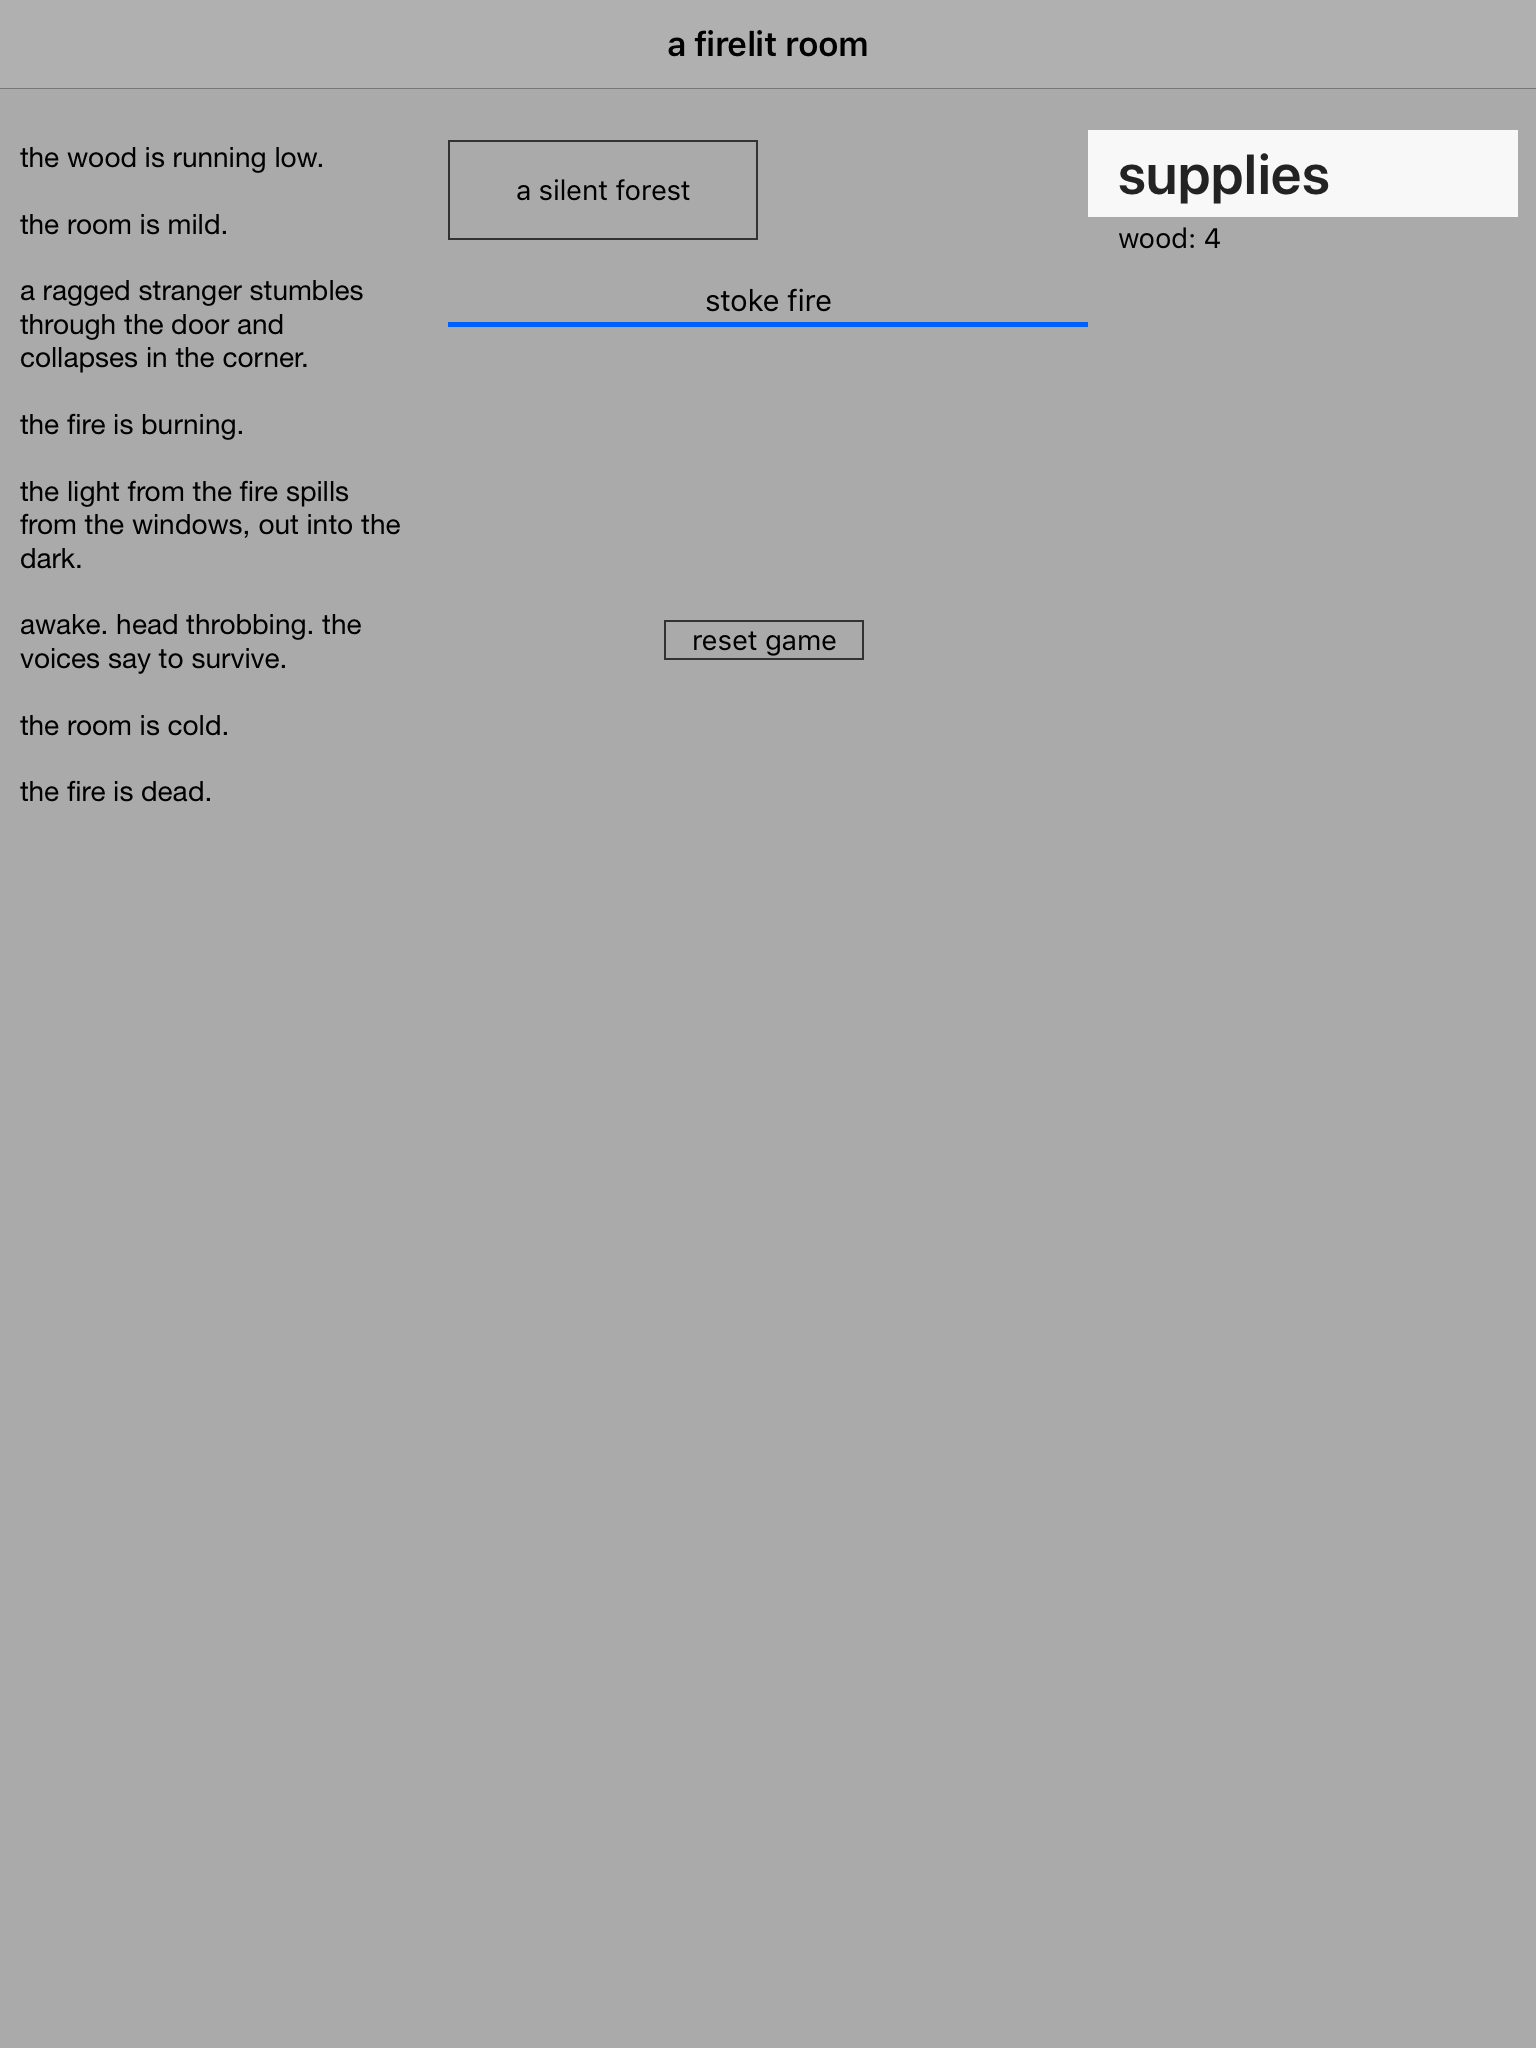 a firelit room
the wood is running low.
the room is mild.
a ragged stranger stumbles
through the door and
collapses in the corner.
the fire is burning.
the light from the fire spills
from the windows, out into the
dark.
awake. head throbbing. the
voices say to survive.
the room is cold.
the fire is dead.
a silent forest
stoke fire
reset game
supplies
wood: 4